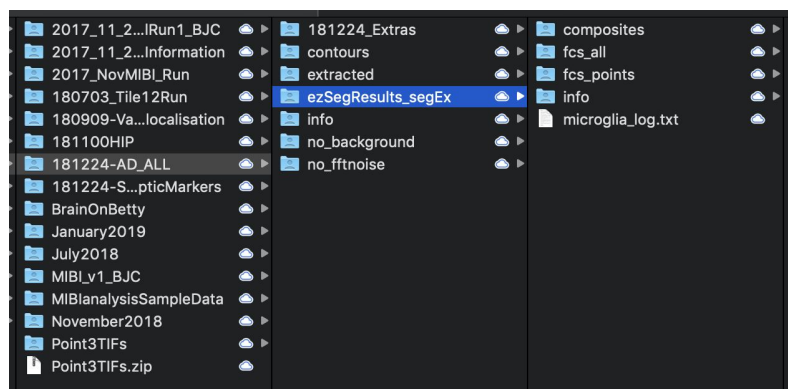 2017_11_2...lRun1_BJC
2017_11_2...Information
2017_NovMIBI_Run
180703_Tile12Run
180909-Va...localisation
181100HIP
181224-AD_ALL
181224-S...pticMarkers
BrainOnBetty
January2019
July2018
MIBI_v1_BJC
MIBIanalysisSampleData
November2018
Point3TIFs
Point3TIFs.zip
181224_Extras
contours
extracted
ezSegResults_segEx
info
no_background
no_fftnoise
composites
fcs_all
fcs_points
info
microglia_log.txt